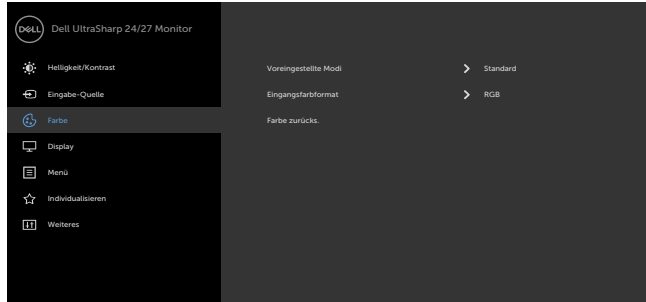 DELL Dell UltraSharp 24/27 Monitor
Helligkeit/Kontrast
Eingabe-Quelle
Farbe
Display
Menü
Individualisieren
Weiteres
Voreingestellte Modi Standard
Eingangsfarbformat RGB
Farbe zurücks.